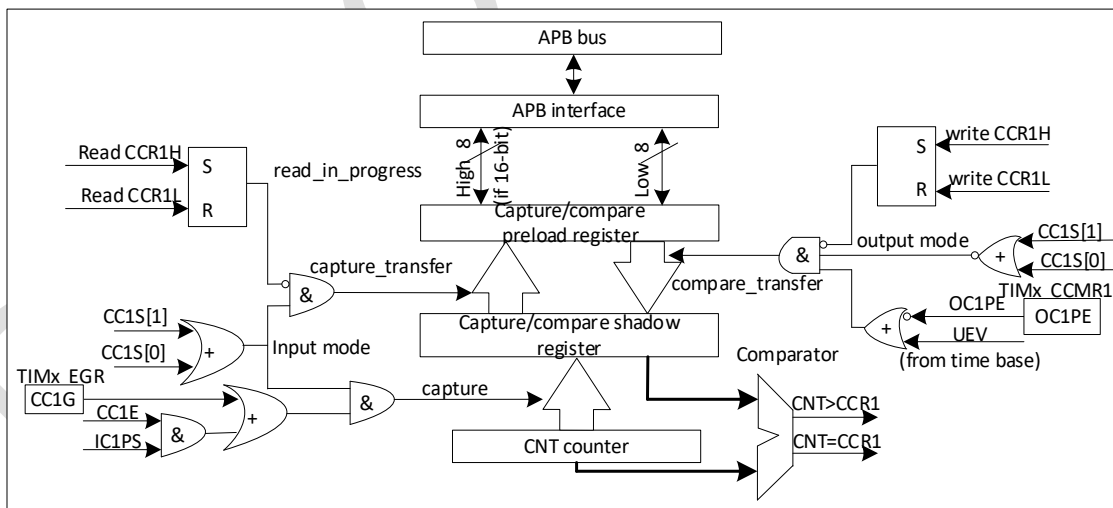 APB bus
APB interface
Read CCR1H
Read CCR1L
S
R
read_in_progress
High 8
(if 16-bit)
Low 8
S
R
write CCR1H
write CCR1L
Capture/compare
preload register
capture_transfer
&
compare_transfer
&
output mode
+
CC1S[1]
CC1S[0]
TIMx_CCMR1
OC1PE
OC1PE
UEV
(from time base)
+
CC1S[1]
CC1S[0]
+
Input mode
Capture/compare shadow
register
Comparator
TIMx_EGR
CC1G
CC1E
IC1PS
&
+
&
capture
CNT counter
CNT>CCR1
CNT=CCR1